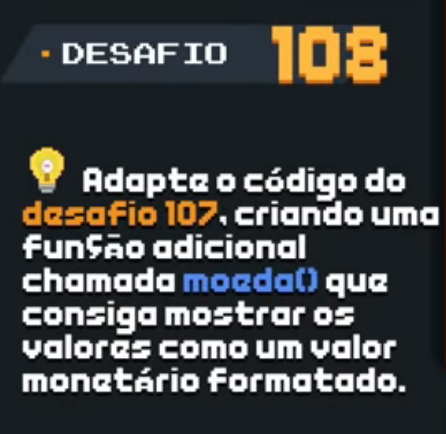 DESAFIO 108
Adapte o código do
desafio 107, criando uma
função adicional
chamada moeda() que
consiga mostrar os
valores como um valor
monetário formatado.